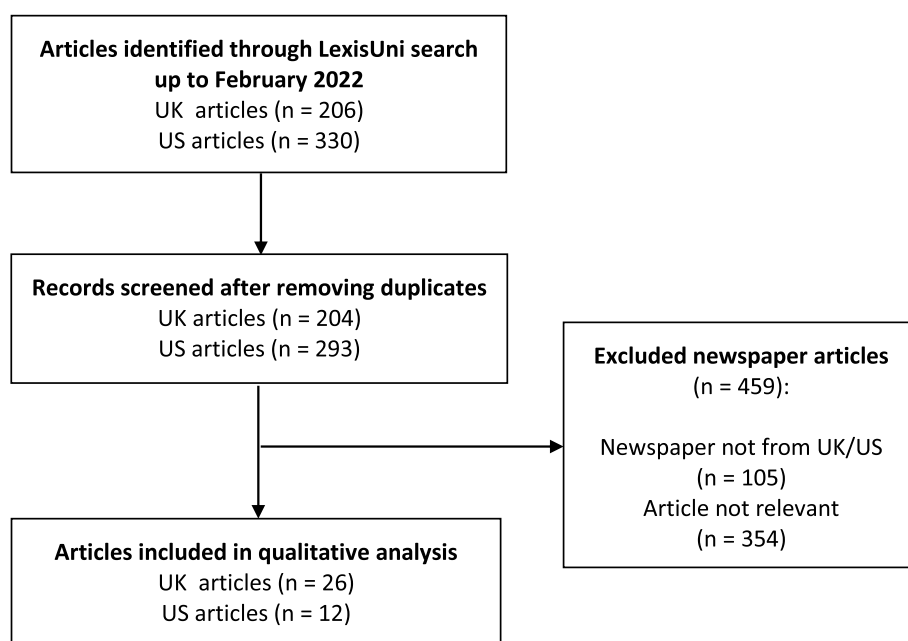 Articles identified through LexisUni search
up to February 2022
UK articles (n = 206)
US articles (n = 330)
Records screened after removing duplicates
UK articles (n = 204)
US articles (n = 293)
Excluded newspaper articles
(n = 459):
Newspaper not from UK/US
(n = 105)
Article not relevant
(n = 354)
Articles included in qualitative analysis
UK articles (n = 26)
US articles (n = 12)